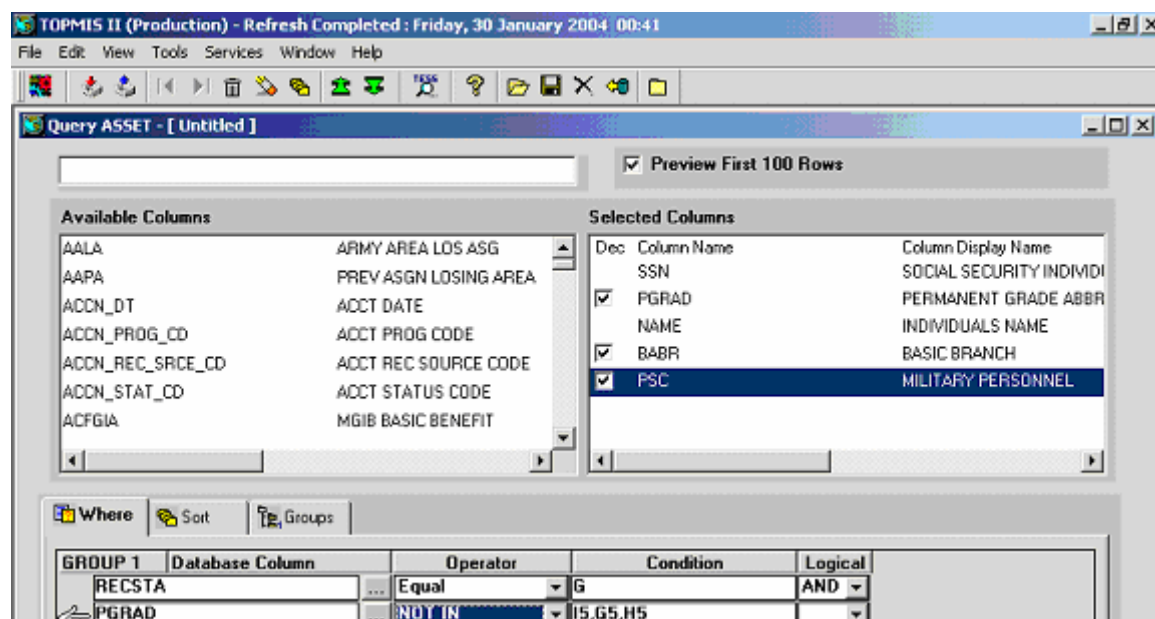 TOPMIS II (Production) - Refresh Completed : Friday, 30 January 2004 00:41
File Edit View Tools Services Window Help
TESS
Query ASSET - [ Untitled ]
Preview First 100 Rows
Available Columns
AALA ARMY AREA LOS ASG
AAPA PREV ASGN LOSING AREA
ACCN_DT ACCT DATE
ACCN_PROG_CD ACCT PROG CODE
ACCN_REC_SRCE_CD ACCT REC SOURCE CODE
ACCN_STAT_CD ACCT STATUS CODE
ACFGIA MGIB BASIC BENEFIT
Selected Columns
Dec Column Name Column Display Name
SSN SOCIAL SECURITY INDIVIDU
PGRAD PERMANENT GRADE ABBR
NAME INDIVIDUALS NAME
BABR BASIC BRANCH
PSC MILITARY PERSONNEL
Where Sort Groups
GROUP 1 Database Column Operator Condition Logical
RECSTA ... Equal G AND
PGRAD ... NOT IN I5,G5,H5